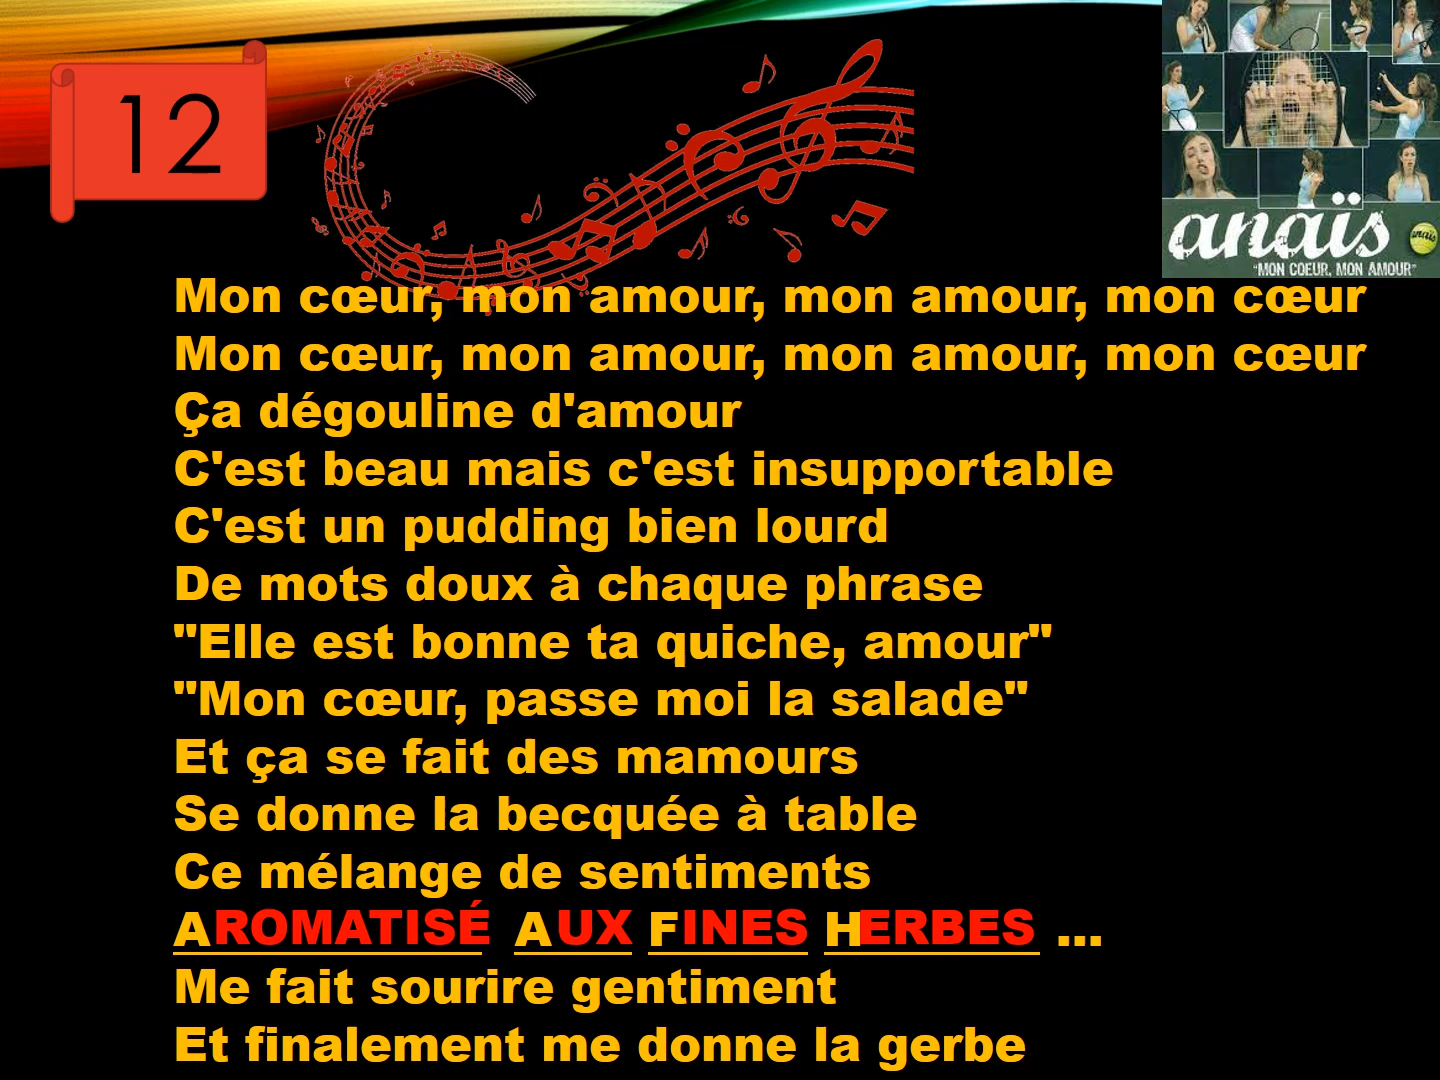 12
anaïs
anaïs
"MON COEUR, MON AMOUR"
Mon cœur, mon amour, mon amour, mon cœur
Mon cœur, mon amour, mon amour, mon cœur
Ça dégouline d'amour
C'est beau mais c'est insupportable
C'est un pudding bien lourd
De mots doux à chaque phrase
"Elle est bonne ta quiche, amour"
"Mon cœur, passe moi la salade"
Et ça se fait des mamours
Se donne la becquée à table
Ce mélange de sentiments
AROMATISÉ AUX FINES HERBES ...
Me fait sourire gentiment
Et finalement me donne la gerbe